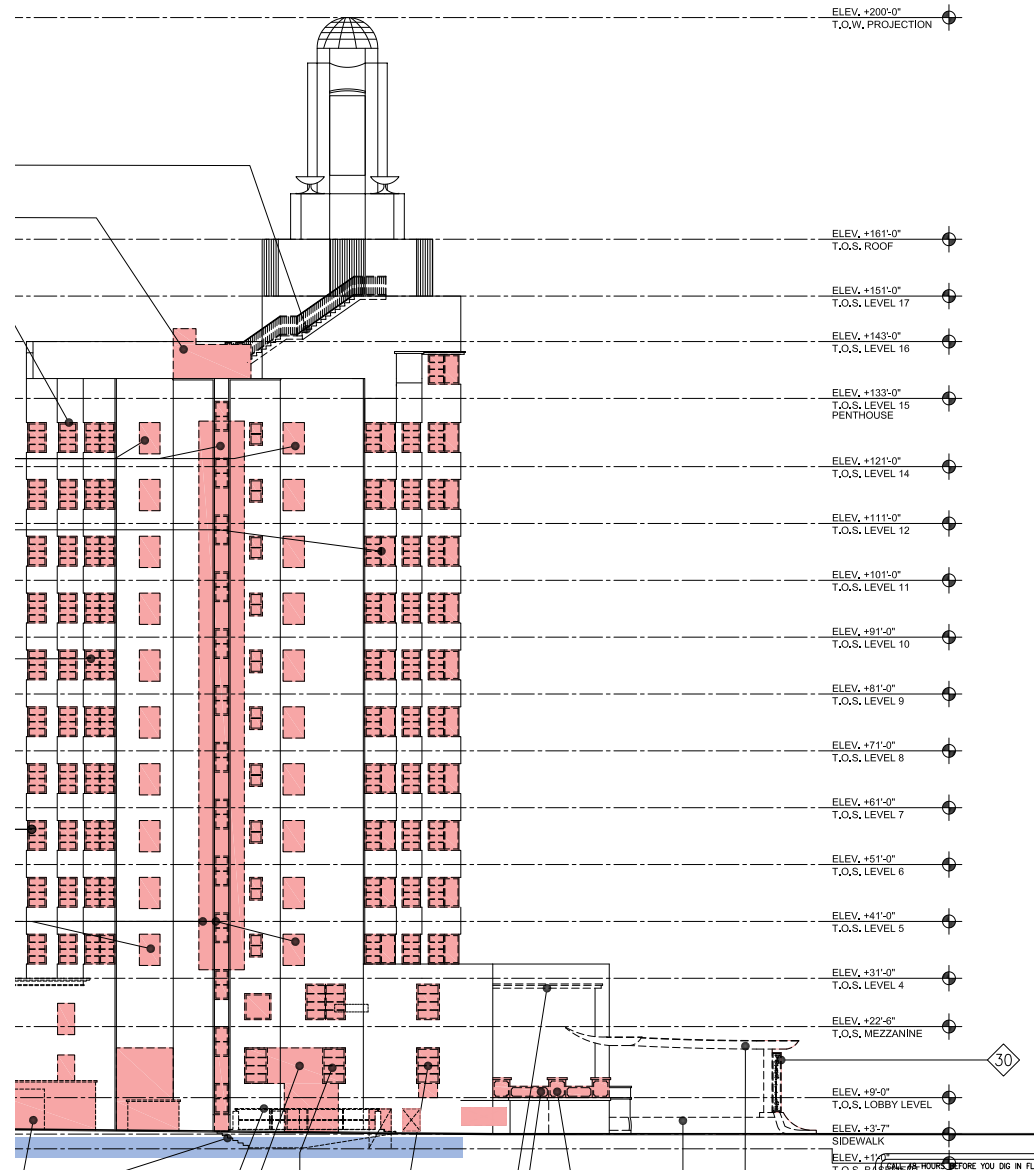 ELEV. +200'-0"
T.O.W. PROJECTION
ELEV. +161'-0"
T.O.S. ROOF
ELEV. +151'-0"
T.O.S. LEVEL 17
ELEV. +143'-0"
T.O.S. LEVEL 16
ELEV. +133'-0"
T.O.S. LEVEL 15
PENTHOUSE
ELEV. +121'-0"
T.O.S. LEVEL 14
ELEV. +111'-0"
T.O.S. LEVEL 12
ELEV. +101'-0"
T.O.S. LEVEL 11
ELEV. +91'-0"
T.O.S. LEVEL 10
ELEV. +81'-0"
T.O.S. LEVEL 9
ELEV. +71'-0"
T.O.S. LEVEL 8
ELEV. +61'-0"
T.O.S. LEVEL 7
ELEV. +51'-0"
T.O.S. LEVEL 6
ELEV. +41'-0"
T.O.S. LEVEL 5
ELEV. +31'-0"
T.O.S. LEVEL 4
ELEV. +22'-6"
T.O.S. MEZZANINE
30
ELEV. +9'-0"
T.O.S. LOBBY LEVEL
ELEV. +3'-7"
SIDEWALK
ELEV. +1'-0"
CALL 48 HOURS BEFORE YOU DIG IN FL
T.O.S.